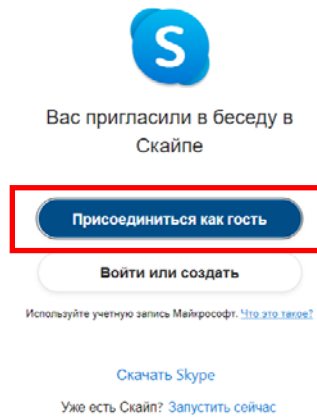 S
Вас пригласили в беседу в
Скайпе
Присоединиться как гость
Войти или создать
Используйте учетную запись Майкрософт. Что это такое?
Скачать Skype
Уже есть Скайп? Запустить сейчас